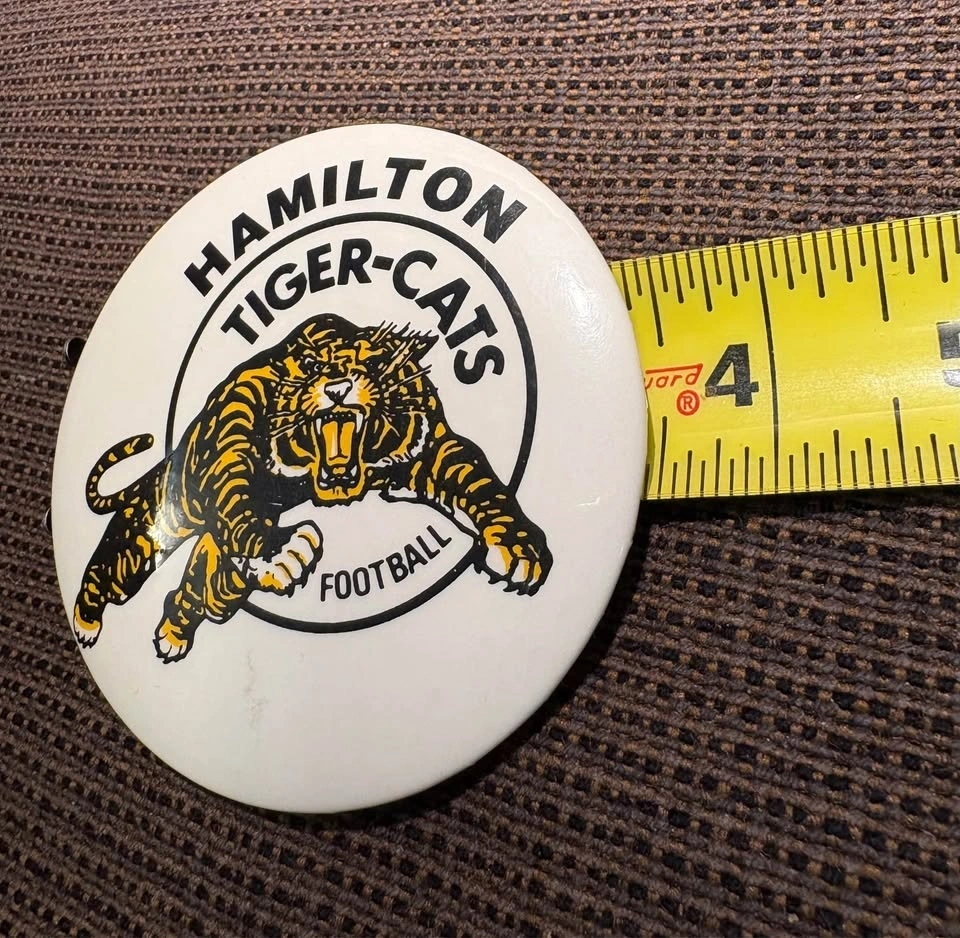 HAMILTON
TIGER-CATS
FOOTBALL
4
®